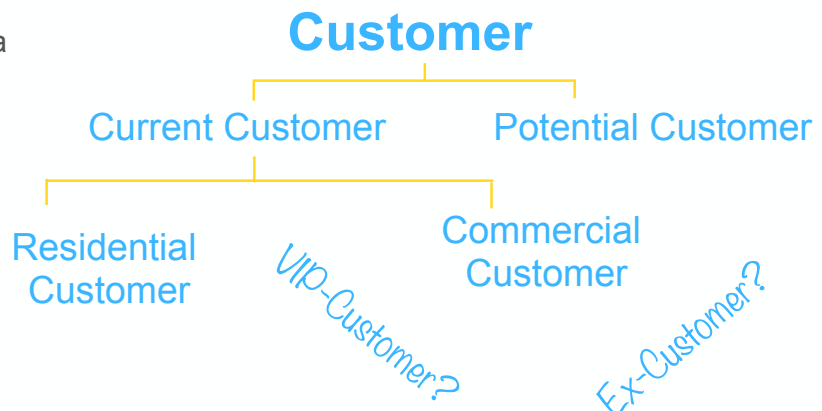 a
Customer
Current Customer
Potential Customer
Residential
Customer
Commercial
Customer
VIP-Customer?
Ex-Customer?